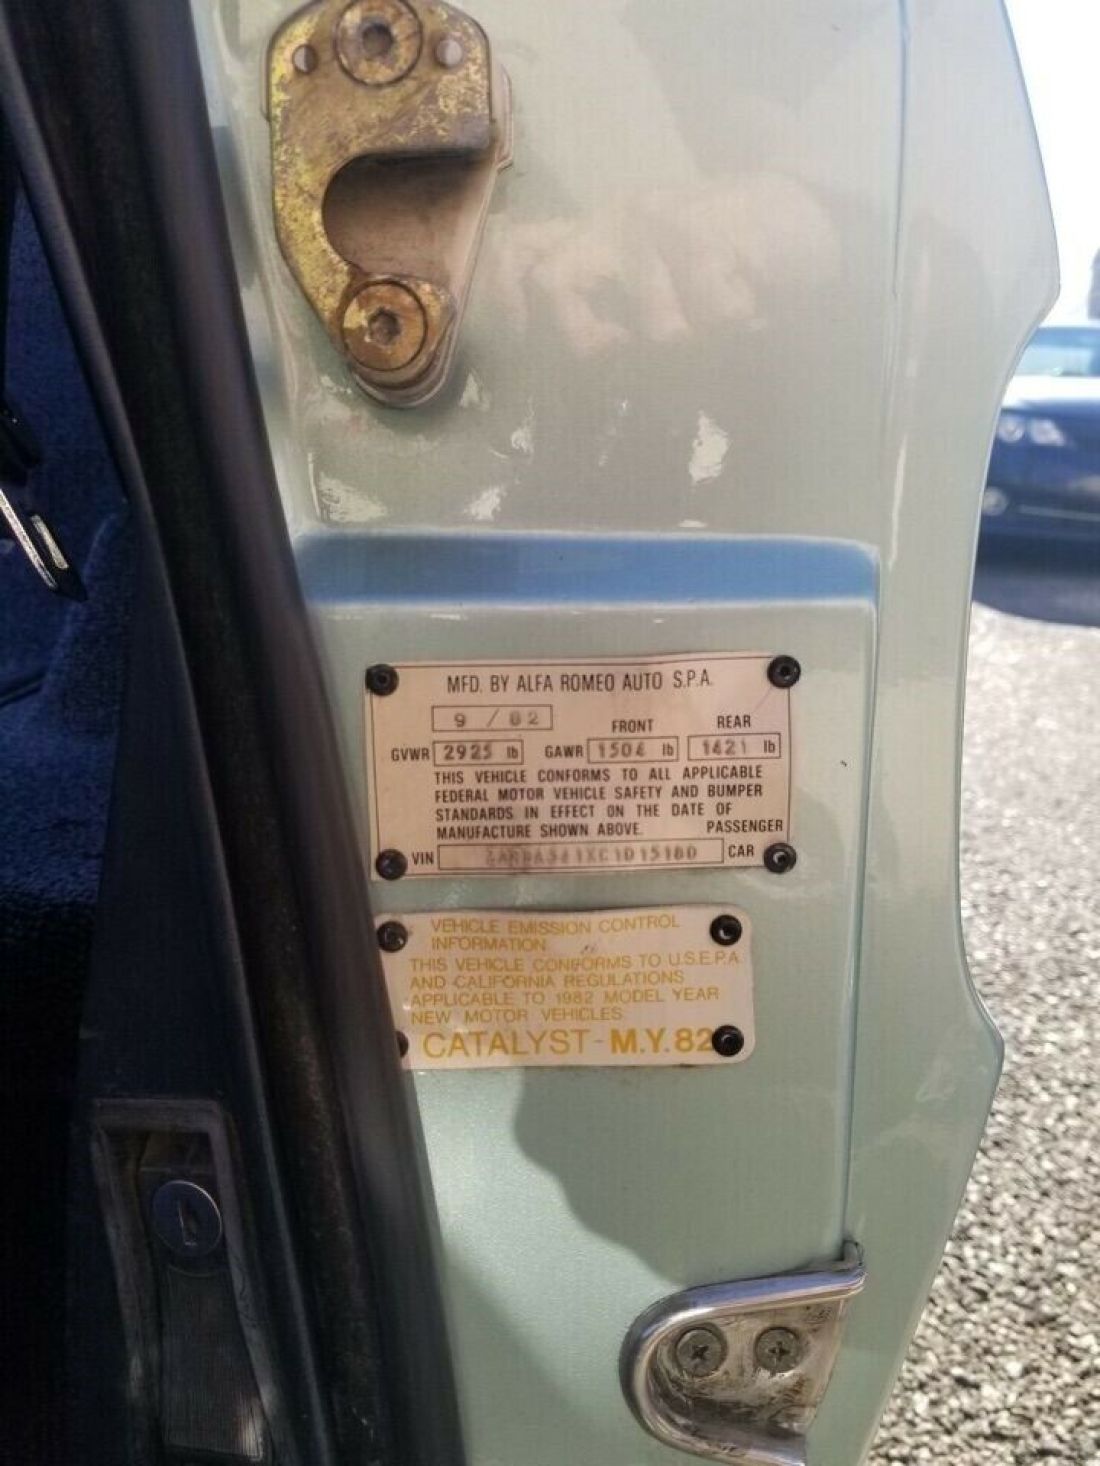 MFD. BY ALFA ROMEO AUTO S.P.A.
9 / 82
FRONT REAR
GVWR 2925 lb GAWR 1504 lb 1421 lb
THIS VEHICLE CONFORMS TO ALL APPLICABLE
FEDERAL MOTOR VEHICLE SAFETY AND BUMPER
STANDARDS IN EFFECT ON THE DATE OF
MANUFACTURE SHOWN ABOVE. PASSENGER
VIN CAR
VEHICLE EMISSION CONTROL
INFORMATION
THIS VEHICLE CONFORMS TO U.S.E.P.A.
AND CALIFORNIA REGULATIONS
APPLICABLE TO 1982 MODEL YEAR
NEW MOTOR VEHICLES.
CATALYST - M.Y. 82